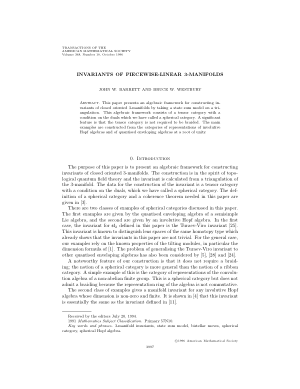 TRANSACTIONS OF THE
AMERICAN MATHEMATICAL SOCIETY
Volume 348, Number 10, October 1996
INVARIANTS OF PIECEWISE-LINEAR 3-MANIFOLDS
JOHN W. BARRETT AND BRUCE W. WESTBURY
Abstract. This paper presents an algebraic framework for constructing invariants of closed oriented 3-manifolds by taking a state sum model on a triangulation. This algebraic framework consists of a tensor category with a condition on the duals which we have called a spherical category. A significant feature is that the tensor category is not required to be braided. The main examples are constructed from the categories of representations of involutive Hopf algebras and of quantised enveloping algebras at a root of unity.
0. Introduction
The purpose of this paper is to present an algebraic framework for constructing
invariants of closed oriented 3-manifolds. The construction is in the spirit of topo-
logical quantum field theory and the invariant is calculated from a triangulation of
the 3-manifold. The data for the construction of the invariant is a tensor category
with a condition on the duals, which we have called a spherical category. The def-
inition of a spherical category and a coherence theorem needed in this paper are
given in [3].
There are two classes of examples of spherical categories discussed in this paper.
The first examples are given by the quantised enveloping algebra of a semisimple
Lie algebra, and the second are given by an involutive Hopf algebra. In the first
case, the invariant for sl₂ defined in this paper is the Turaev-Viro invariant [25].
This invariant is known to distinguish lens spaces of the same homotopy type which
already shows that the invariants in this paper are not trivial. For the general case,
our examples rely on the known properties of the tilting modules, in particular the
dimension formula of [1]. The problem of generalising the Turaev-Viro invariant to
other quantised enveloping algebras has also been considered by
A noteworthy feature of our construction is that it does not require a braid-
ing; the notion of a spherical category is more general than the notion of a ribbon
category. A simple example of this is the category of representations of the convolu-
tion algebra of a non-abelian finite group. This is a spherical category but does not
admit a braiding because the representation ring of the algebra is not commutative.
The second class of examples gives a manifold invariant for any involutive Hopf
algebra whose dimension is non-zero and finite. It is shown in [4] that this invariant
is essentially the same as the invariant defined in [11].
Received by the editors July 20, 1994.
1991 Mathematics Subject Classification. Primary 57N10.
Key words and phrases. 3-manifold invariants, state sum model, butterfly moves, spherical
category, spherical Hopf algebra.
©1996 American Mathematical Society
3997